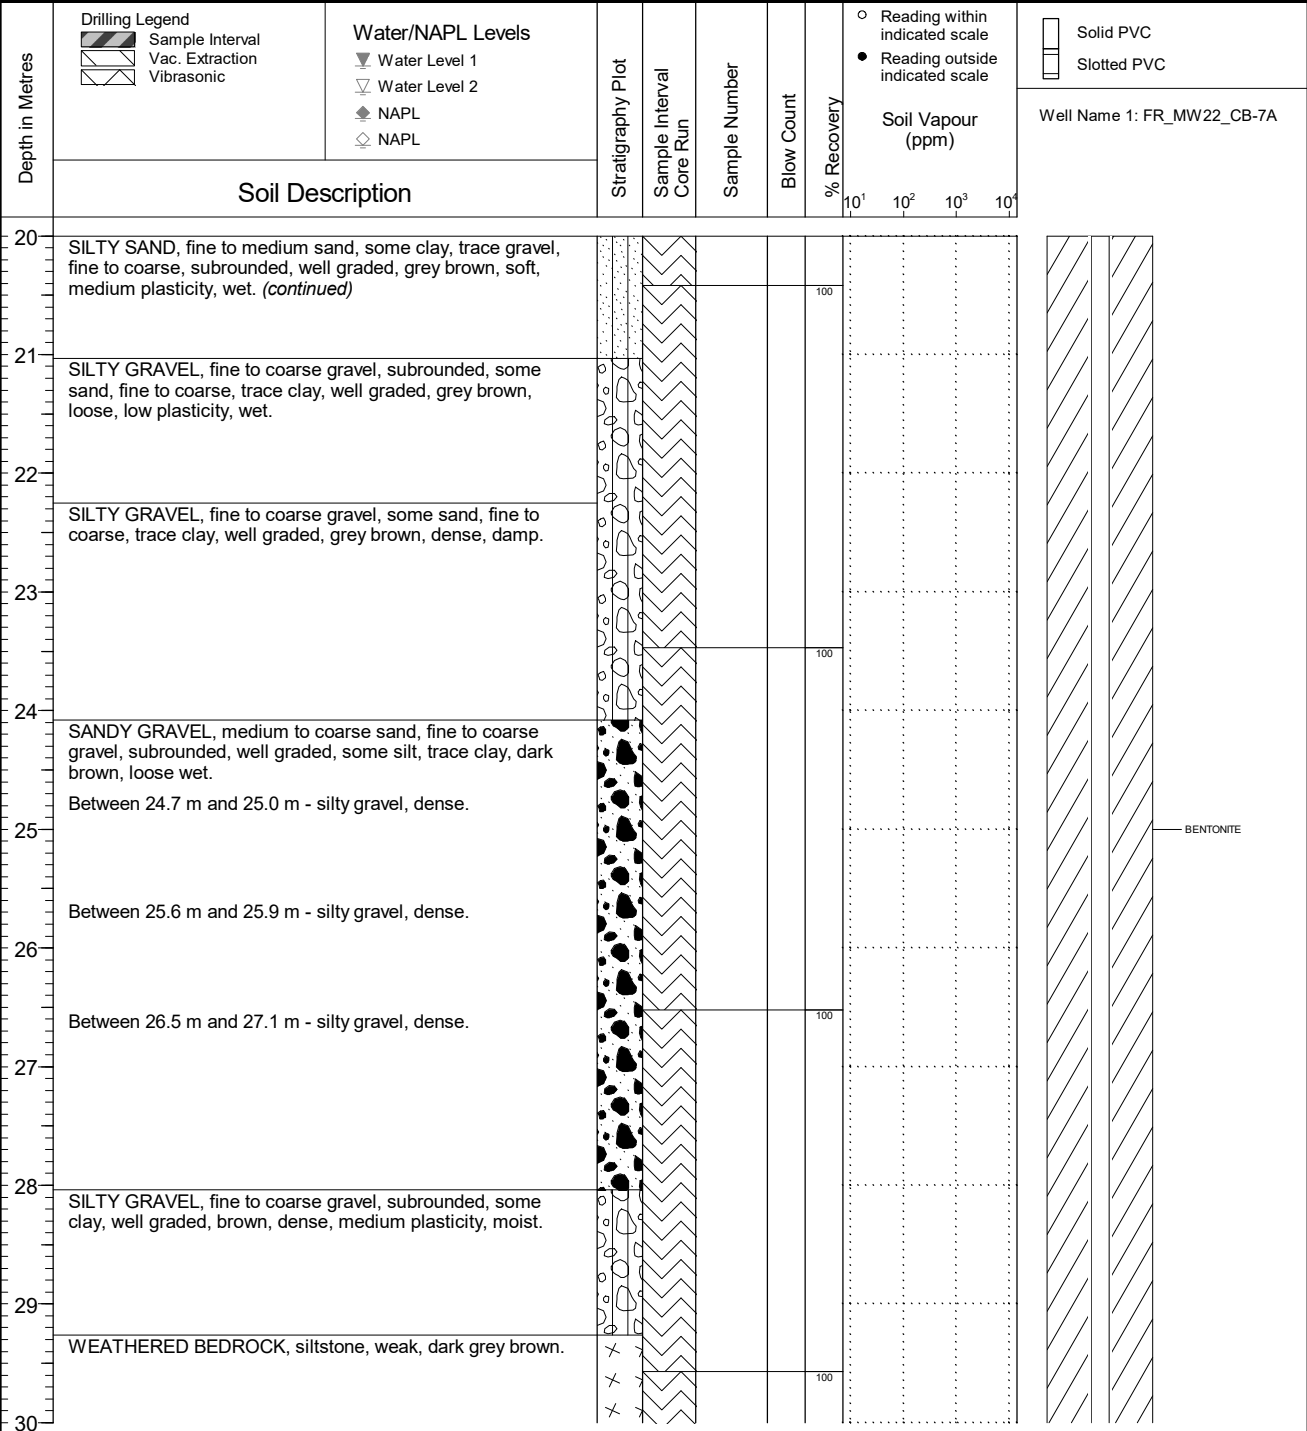 Drilling Legend
Sample Interval
Vac. Extraction
Vibrasonic
Water/NAPL Levels
Water Level 1
Water Level 2
NAPL
NAPL
Depth in Metres
Soil Description
Stratigraphy Plot
Sample Interval
Core Run
Sample Number
Blow Count
% Recovery
Reading within
indicated scale
Reading outside
indicated scale
Soil Vapour
(ppm)
10¹ 10² 10³ 10⁴
Solid PVC
Slotted PVC
Well Name 1: FR_MW22_CB-7A
20
SILTY SAND, fine to medium sand, some clay, trace gravel,
fine to coarse, subrounded, well graded, grey brown, soft,
medium plasticity, wet. (continued)
100
21
SILTY GRAVEL, fine to coarse gravel, subrounded, some
sand, fine to coarse, trace clay, well graded, grey brown,
loose, low plasticity, wet.
22
SILTY GRAVEL, fine to coarse gravel, some sand, fine to
coarse, trace clay, well graded, grey brown, dense, damp.
23
100
24
SANDY GRAVEL, medium to coarse sand, fine to coarse
gravel, subrounded, well graded, some silt, trace clay, dark
brown, loose wet.
Between 24.7 m and 25.0 m - silty gravel, dense.
25
BENTONITE
Between 25.6 m and 25.9 m - silty gravel, dense.
26
100
Between 26.5 m and 27.1 m - silty gravel, dense.
27
28
SILTY GRAVEL, fine to coarse gravel, subrounded, some
clay, well graded, brown, dense, medium plasticity, moist.
29
WEATHERED BEDROCK, siltstone, weak, dark grey brown.
100
30